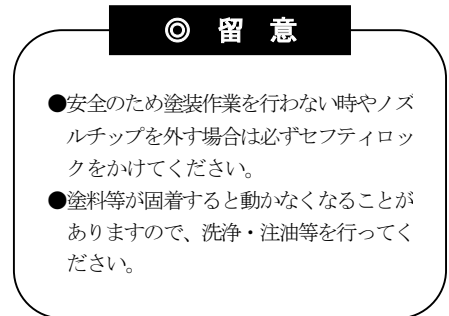 ◎ 留 意
●安全のため塗装作業を行わない時やノズ
ルチップを外す場合は必ずセフティロッ
クをかけてください。
●塗料等が固着すると動かなくなることが
ありますので、洗浄・注油等を行ってく
ださい。